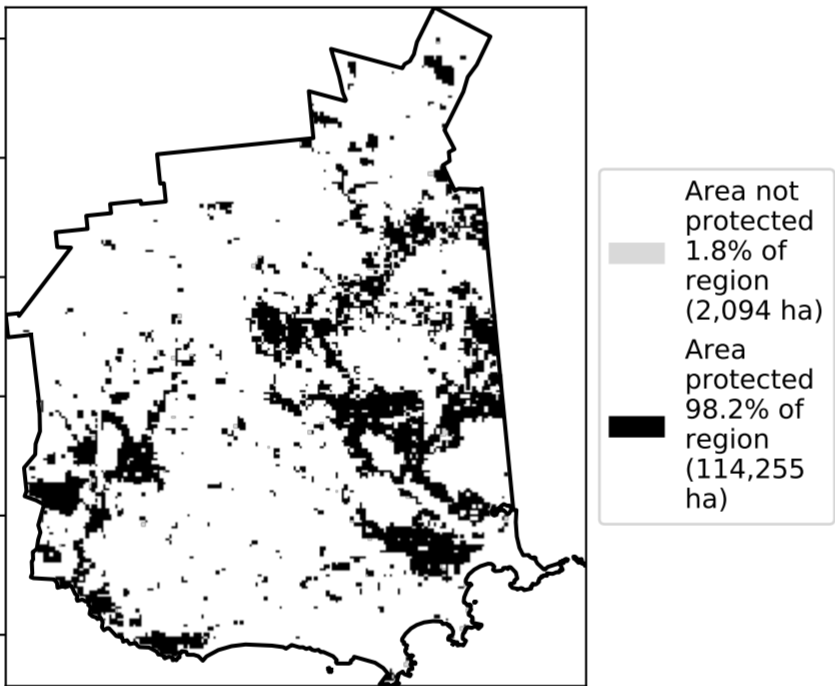 Area not
protected
1.8% of
region
(2,094 ha)
Area
protected
98.2% of
region
(114,255
ha)